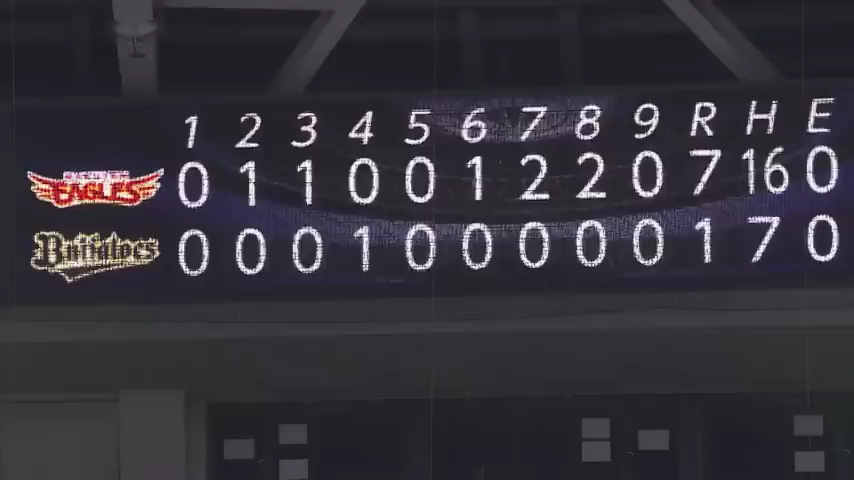 1 2 3 4 5 6 7 8 9 R H E
EAGLES 0 1 1 0 0 1 2 2 0 7 16 0
Buffaloes 0 0 0 1 0 0 0 0 0 1 7 0